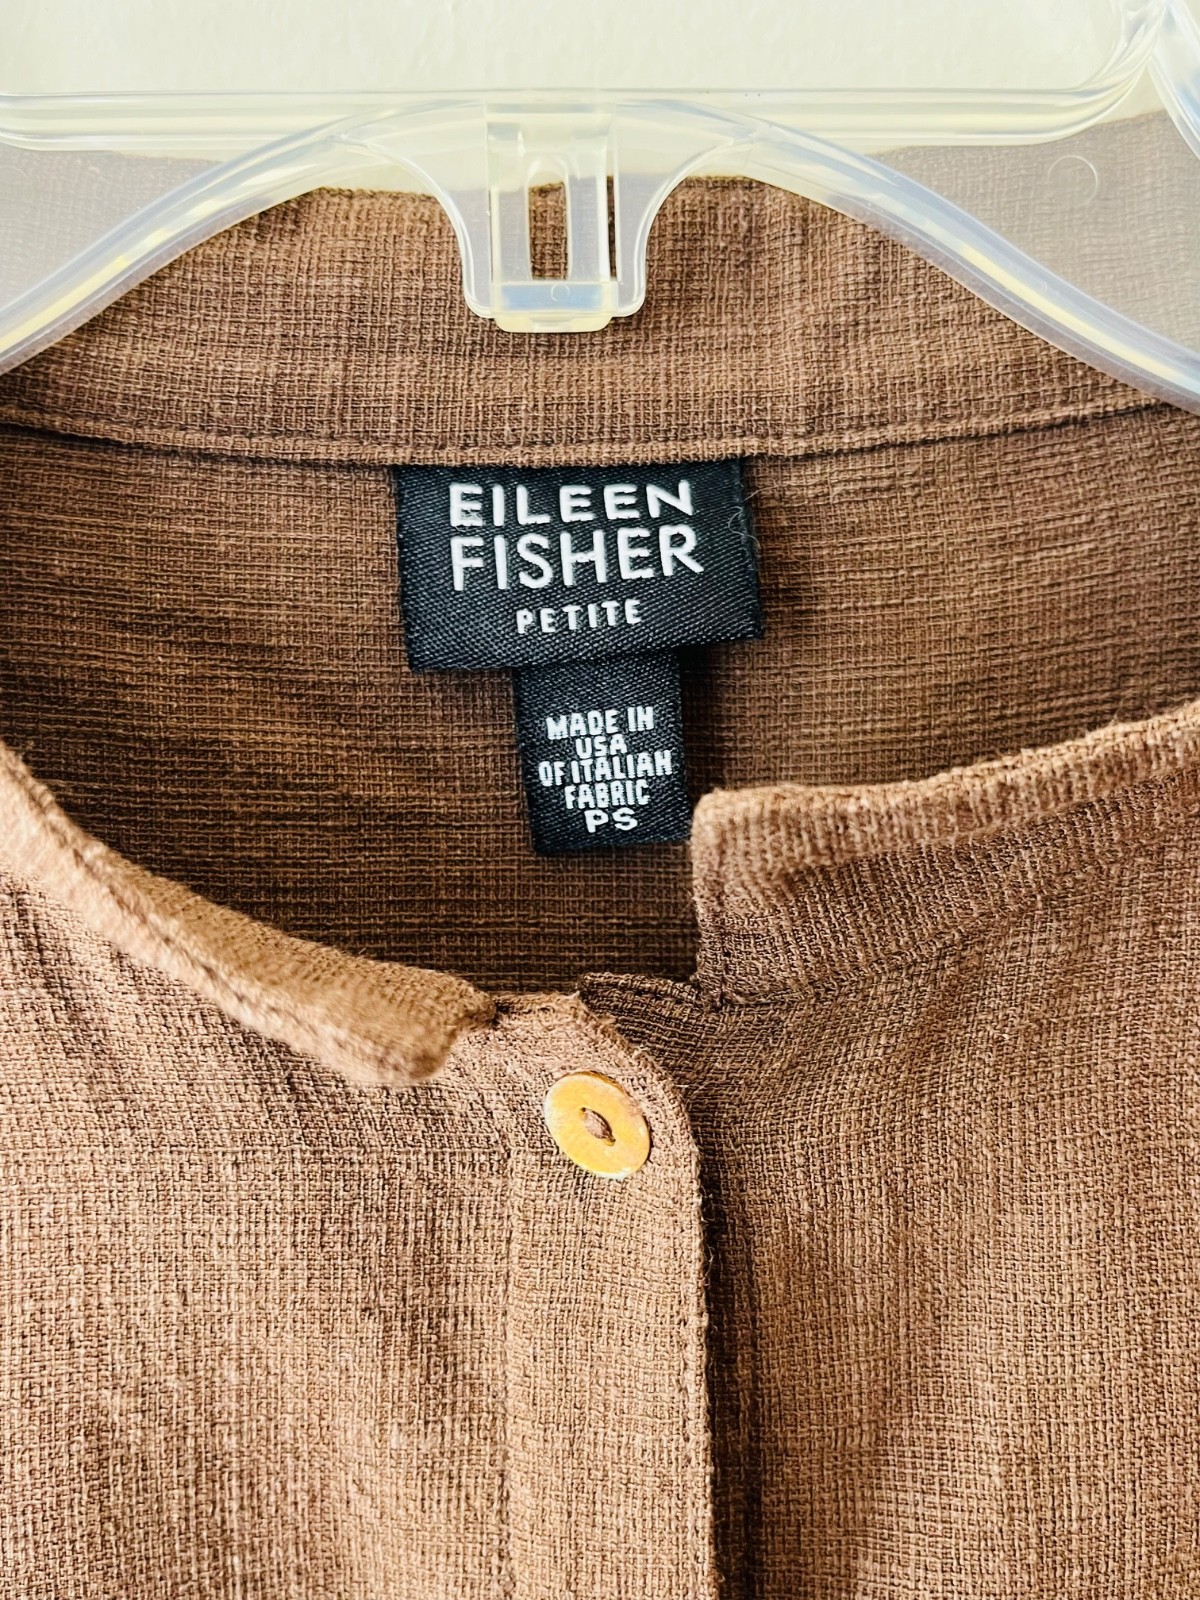 EILEEN
FISHER
PETITE
MADE IN
USA
OF ITALIAN
FABRIC
PS